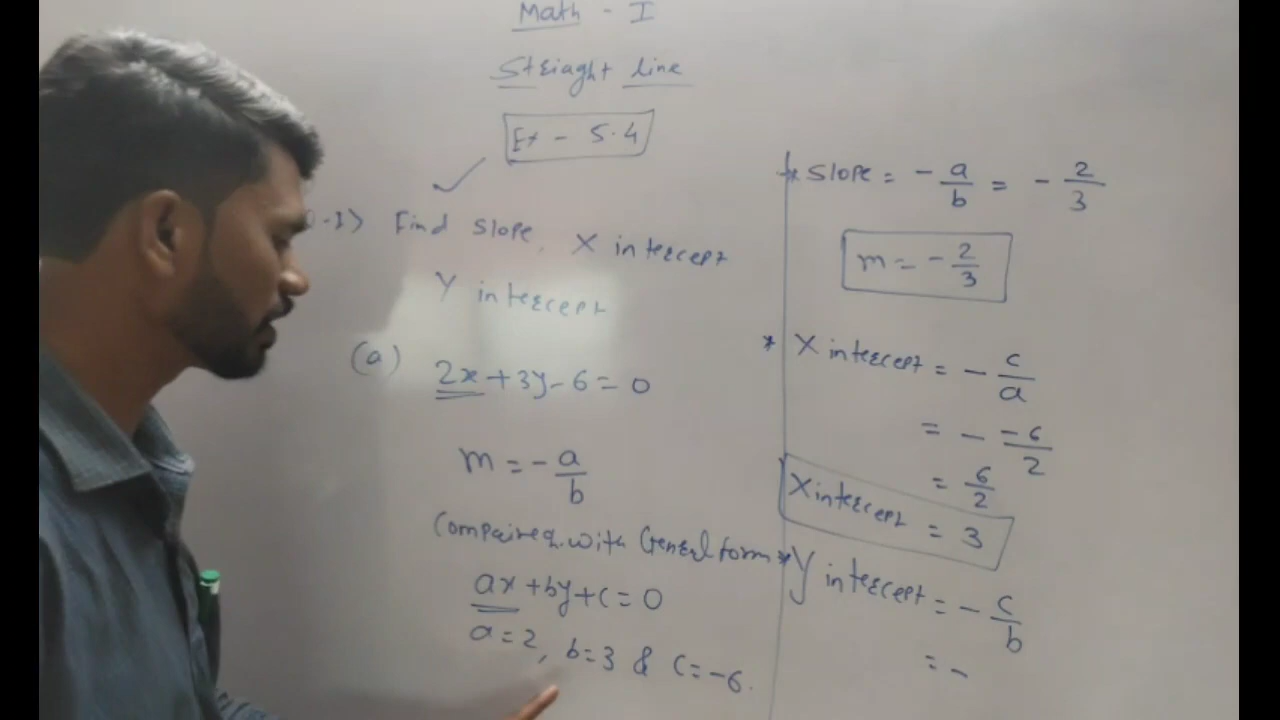 Math - I
Steiaght line
Ex - 5.4
Find slope, X intercept
Y intercept
(a) 2x + 3y - 6 = 0
m = - a/b
Compaire eq. with General form
ax + by + c = 0
a = 2, b = 3 & c = -6.
* Slope = - a/b = - 2/3
m = - 2/3
* X intercept = - c/a
= - -6/2
= 6/2
X intercept = 3
* Y intercept = - c/b
= -